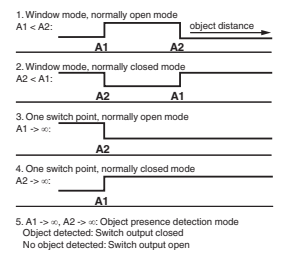 1. Window mode, normally open mode
A1 < A2:
object distance
A1 A2
2. Window mode, normally closed mode
A2 < A1:
A2 A1
3. One switch point, normally open mode
A1 -> ∞:
A2
4. One switch point, normally closed mode
A2 -> ∞:
A1
5. A1 -> ∞, A2 -> ∞: Object presence detection mode
Object detected: Switch output closed
No object detected: Switch output open